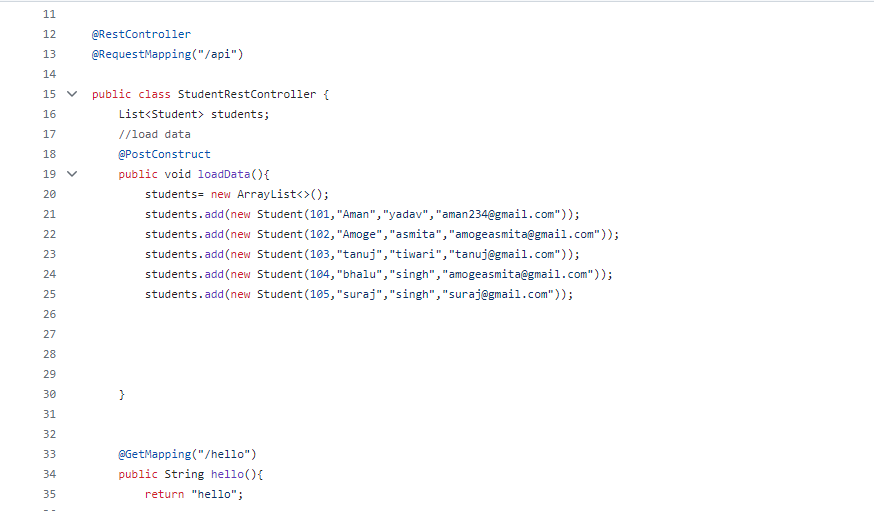 11
12 @RestController
13 @RequestMapping("/api")
14
15 public class StudentRestController {
16 List<Student> students;
17 //load data
18 @PostConstruct
19 public void loadData(){
20 students= new ArrayList<>();
21 students.add(new Student(101,"Aman","yadav","aman234@gmail.com"));
22 students.add(new Student(102,"Amoge","asmita","amogeasmita@gmail.com"));
23 students.add(new Student(103,"tanuj","tiwari","tanuj@gmail.com"));
24 students.add(new Student(104,"bhalu","singh","amogeasmita@gmail.com"));
25 students.add(new Student(105,"suraj","singh","suraj@gmail.com"));
26
27
28
29
30 }
31
32
33 @GetMapping("/hello")
34 public String hello(){
35 return "hello";